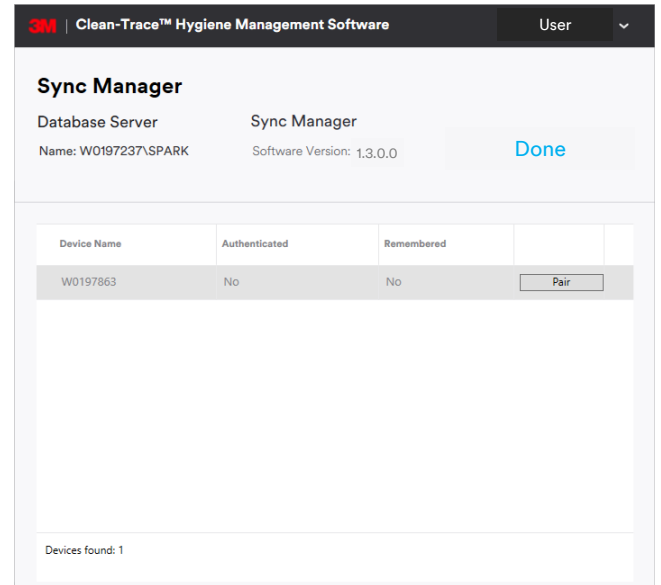 3M | Clean-Trace™ Hygiene Management Software User
Sync Manager
Database Server Sync Manager
Name: W0197237\SPARK Software Version: 1.3.0.0 Done
Device Name Authenticated Remembered
W0197863 No No Pair
Devices found: 1